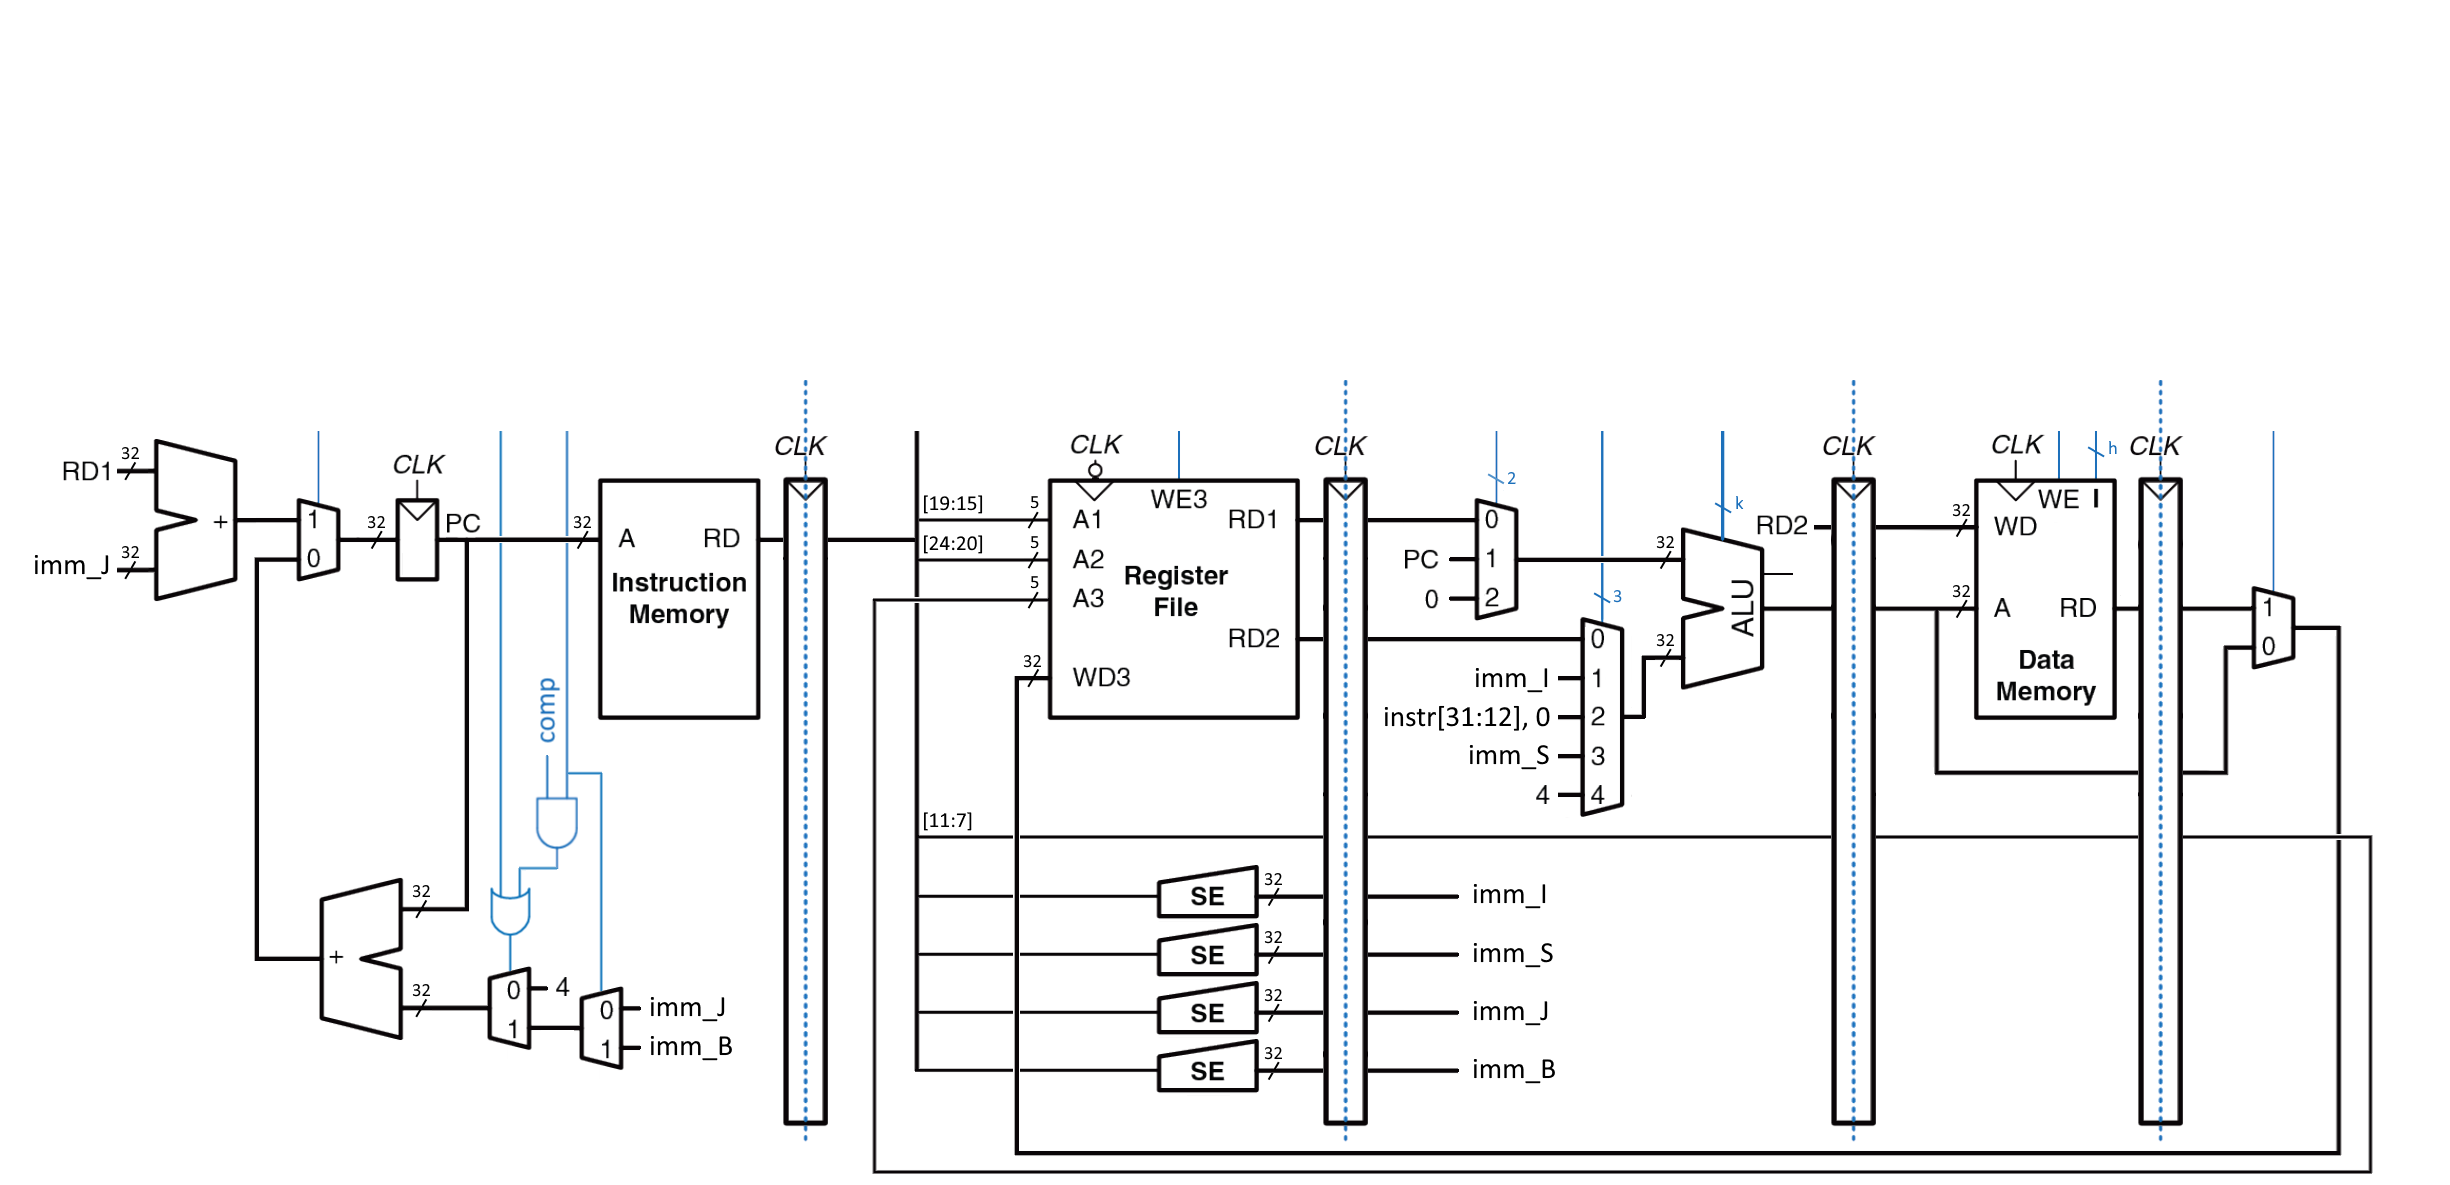 CLK
CLK
CLK
CLK
CLK
CLK
CLK
RD1
32
imm_J
32
+
1
0
32
PC
32
A
RD
Instruction
Memory
comp
+
32
32
0
1
4
0
1
imm_J
imm_B
[19:15]
5
[24:20]
5
5
32
[11:7]
A1
A2
A3
WD3
WE3
RD1
RD2
Register
File
SE
32
imm_I
SE
32
imm_S
SE
32
imm_J
SE
32
imm_B
2
PC
0
0
1
2
3
imm_I
instr[31:12], 0
imm_S
4
0
1
2
3
4
32
32
k
ALU
RD2
32
32
WE
I
h
WD
A
RD
Data
Memory
1
0